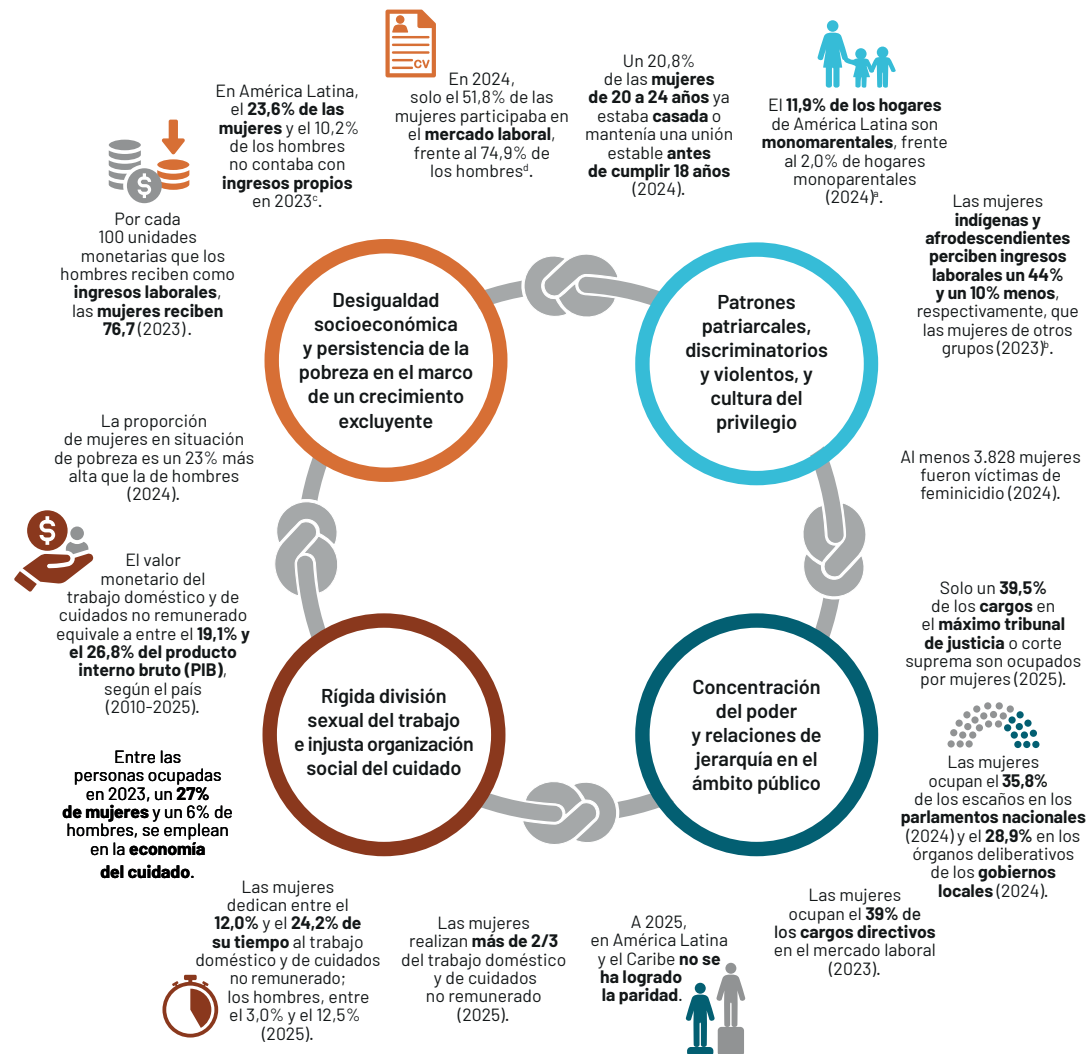 CV
En América Latina,
el 23,6% de las
mujeres y el 10,2%
de los hombres
no contaba con
ingresos propios
en 2023ᶜ.
En 2024,
solo el 51,8% de las
mujeres participaba en
el mercado laboral,
frente al 74,9% de
los hombresᵈ.
Un 20,8%
de las mujeres
de 20 a 24 años ya
estaba casada o
mantenía una unión
estable antes
de cumplir 18 años
(2024).
El 11,9% de los hogares
de América Latina son
monomarentales, frente
al 2,0% de hogares
monoparentales
(2024)ᵃ.
$
Por cada
100 unidades
monetarias que los
hombres reciben como
ingresos laborales,
las mujeres reciben
76,7 (2023).
Las mujeres
indígenas y
afrodescendientes
perciben ingresos
laborales un 44%
y un 10% menos,
respectivamente, que
las mujeres de otros
grupos (2023)ᵇ.
Desigualdad
socioeconómica
y persistencia de la
pobreza en el marco
de un crecimiento
excluyente
Patrones
patriarcales,
discriminatorios
y violentos, y
cultura del
privilegio
La proporción
de mujeres en situación
de pobreza es un 23% más
alta que la de hombres
(2024).
Al menos 3.828 mujeres
fueron víctimas de
feminicidio (2024).
$
El valor
monetario del
trabajo doméstico y de
cuidados no remunerado
equivale a entre el 19,1% y
el 26,8% del producto
interno bruto (PIB),
según el país
(2010-2025).
Solo un 39,5%
de los cargos en
el máximo tribunal
de justicia o corte
suprema son ocupados
por mujeres (2025).
Rígida división
sexual del trabajo
e injusta organización
social del cuidado
Concentración
del poder
y relaciones de
jerarquía en el
ámbito público
Entre las
personas ocupadas
en 2023, un 27%
de mujeres y un 6% de
hombres, se emplean
en la economía
del cuidado.
Las mujeres
ocupan el 35,8%
de los escaños en los
parlamentos nacionales
(2024) y el 28,9% en los
órganos deliberativos
de los gobiernos
locales (2024).
Las mujeres
dedican entre el
12,0% y el 24,2% de
su tiempo al trabajo
doméstico y de cuidados
no remunerado;
los hombres, entre
el 3,0% y el 12,5%
(2025).
Las mujeres
realizan más de 2/3
del trabajo doméstico
y de cuidados
no remunerado
(2025).
A 2025,
en América Latina
y el Caribe no se
ha logrado
la paridad.
Las mujeres
ocupan el 39% de
los cargos directivos
en el mercado laboral
(2023).